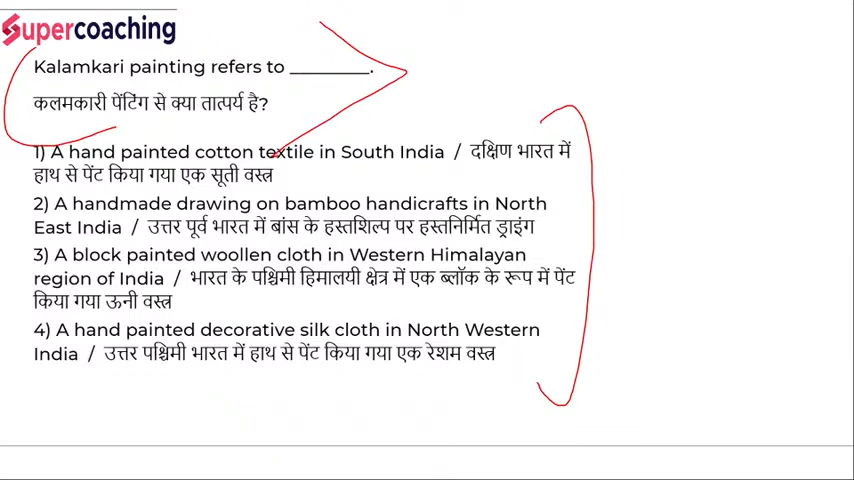 Supercoaching
Kalamkari painting refers to _________.
कलमकारी पेंटिंग से क्या तात्पर्य है?
1) A hand painted cotton textile in South India / दक्षिण भारत में
हाथ से पेंट किया गया एक सूती वस्त्र
2) A handmade drawing on bamboo handicrafts in North
East India / उत्तर पूर्व भारत में बांस के हस्तशिल्प पर हस्तनिर्मित ड्राइंग
3) A block painted woollen cloth in Western Himalayan
region of India / भारत के पश्चिमी हिमालयी क्षेत्र में एक ब्लॉक के रूप में पेंट
किया गया ऊनी वस्त्र
4) A hand painted decorative silk cloth in North Western
India / उत्तर पश्चिमी भारत में हाथ से पेंट किया गया एक रेशम वस्त्र